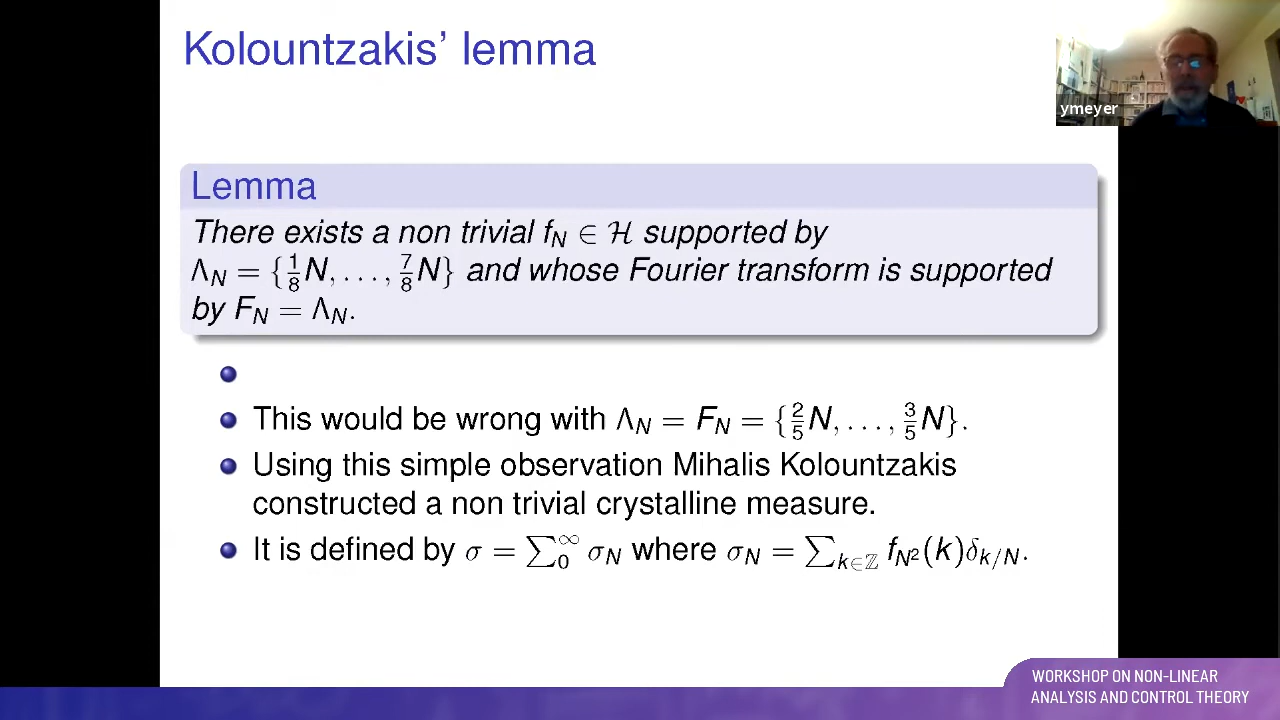 Kolountzakis' lemma
ymeyer
Lemma
There exists a non trivial f_N ∈ ℋ supported by
Λ_N = {1/8 N, . . . , 7/8 N} and whose Fourier transform is supported
by F_N = Λ_N.
This would be wrong with Λ_N = F_N = {2/5 N, . . . , 3/5 N}.
Using this simple observation Mihalis Kolountzakis
constructed a non trivial crystalline measure.
It is defined by σ = ∑_0^∞ σ_N where σ_N = ∑_{k∈ℤ} f_{N²}(k)δ_{k/N}.
WORKSHOP ON NON-LINEAR
ANALYSIS AND CONTROL THEORY